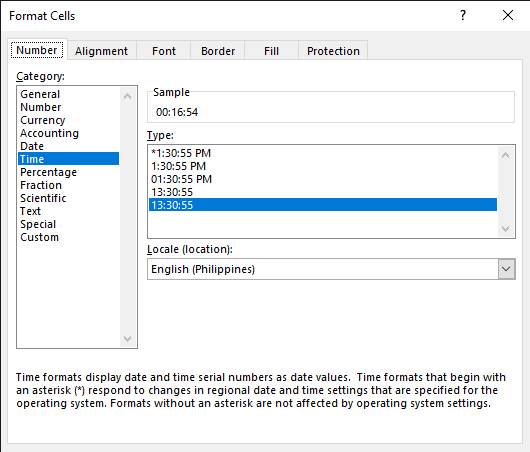 Format Cells
?
Number Alignment Font Border Fill Protection
Category:
General
Number
Currency
Accounting
Date
Time
Percentage
Fraction
Scientific
Text
Special
Custom
Sample
00:16:54
Type:
*1:30:55 PM
1:30:55 PM
01:30:55 PM
13:30:55
13:30:55
Locale (location):
English (Philippines)
Time formats display date and time serial numbers as date values.  Time formats that begin with
an asterisk (*) respond to changes in regional date and time settings that are specified for the
operating system. Formats without an asterisk are not affected by operating system settings.